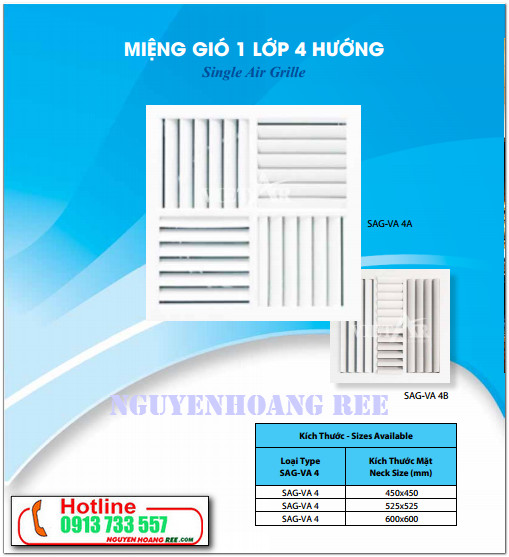 MIỆNG GIÓ 1 LỚP 4 HƯỚNG
Single Air Grille
SAG-VA 4A
SAG-VA 4B
NGUYENHOANG REE
Kích Thước - Sizes Available
Loại Type Kích Thước Mặt
SAG-VA 4 Neck Size (mm)
SAG-VA 4 450x450
SAG-VA 4 525x525
SAG-VA 4 600x600
Hotline
0913 733 557
NGUYEN HOANG REE .COM